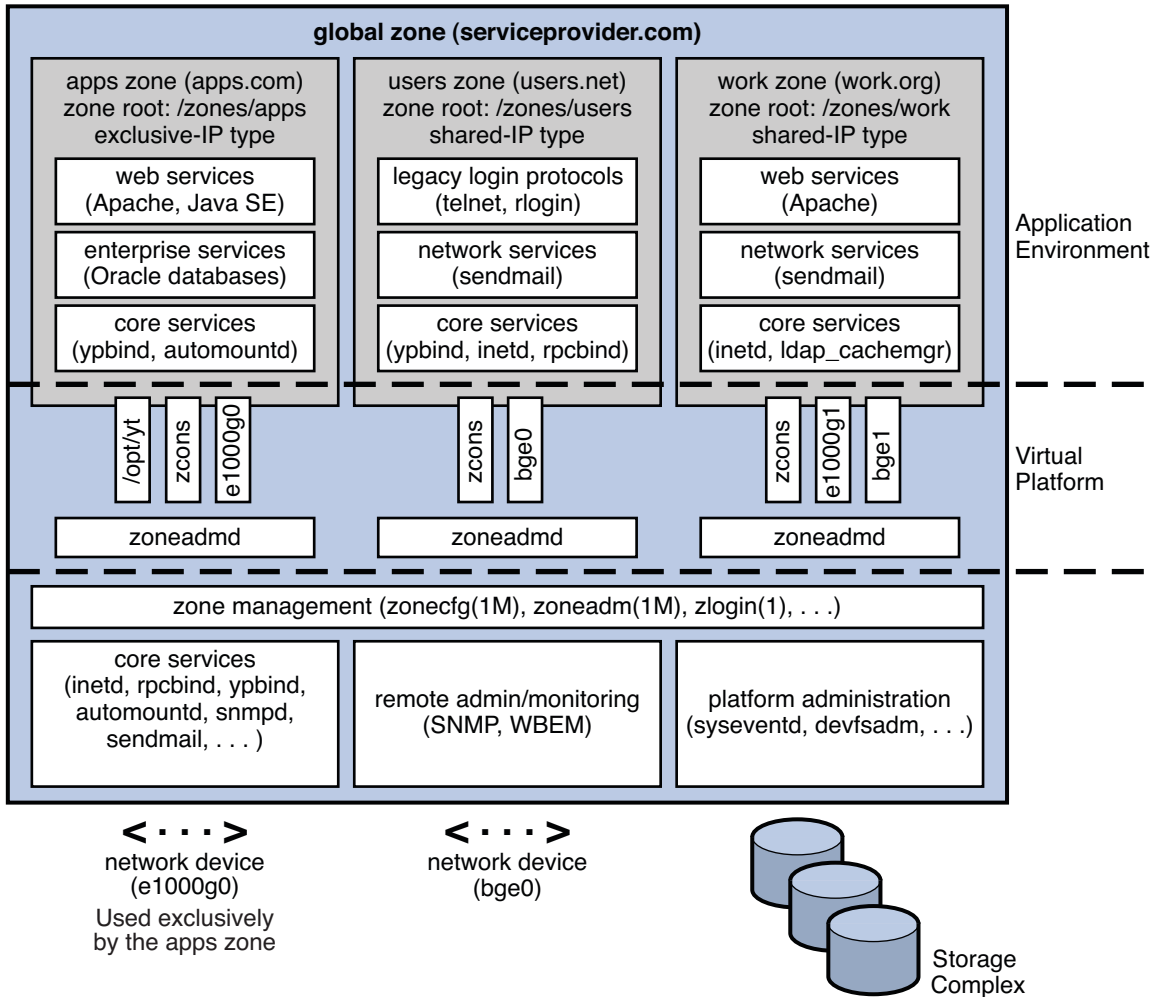 global zone (serviceprovider.com)
apps zone (apps.com)
zone root: /zones/apps
exclusive-IP type
web services
(Apache, Java SE)
enterprise services
(Oracle databases)
core services
(ypbind, automountd)
users zone (users.net)
zone root: /zones/users
shared-IP type
legacy login protocols
(telnet, rlogin)
network services
(sendmail)
core services
(ypbind, inetd, rpcbind)
work zone (work.org)
zone root: /zones/work
shared-IP type
web services
(Apache)
network services
(sendmail)
core services
(inetd, ldap_cachemgr)
Application
Environment
/opt/yt
zcons
e1000g0
zcons
bge0
zcons
e1000g1
bge1
Virtual
Platform
zoneadmd
zoneadmd
zoneadmd
zone management (zonecfg(1M), zoneadm(1M), zlogin(1), . . .)
core services
(inetd, rpcbind, ypbind,
automountd, snmpd,
sendmail, . . . )
remote admin/monitoring
(SNMP, WBEM)
platform administration
(syseventd, devfsadm, . . .)
<···>
network device
(e1000g0)
Used exclusively
by the apps zone
<···>
network device
(bge0)
Storage
Complex